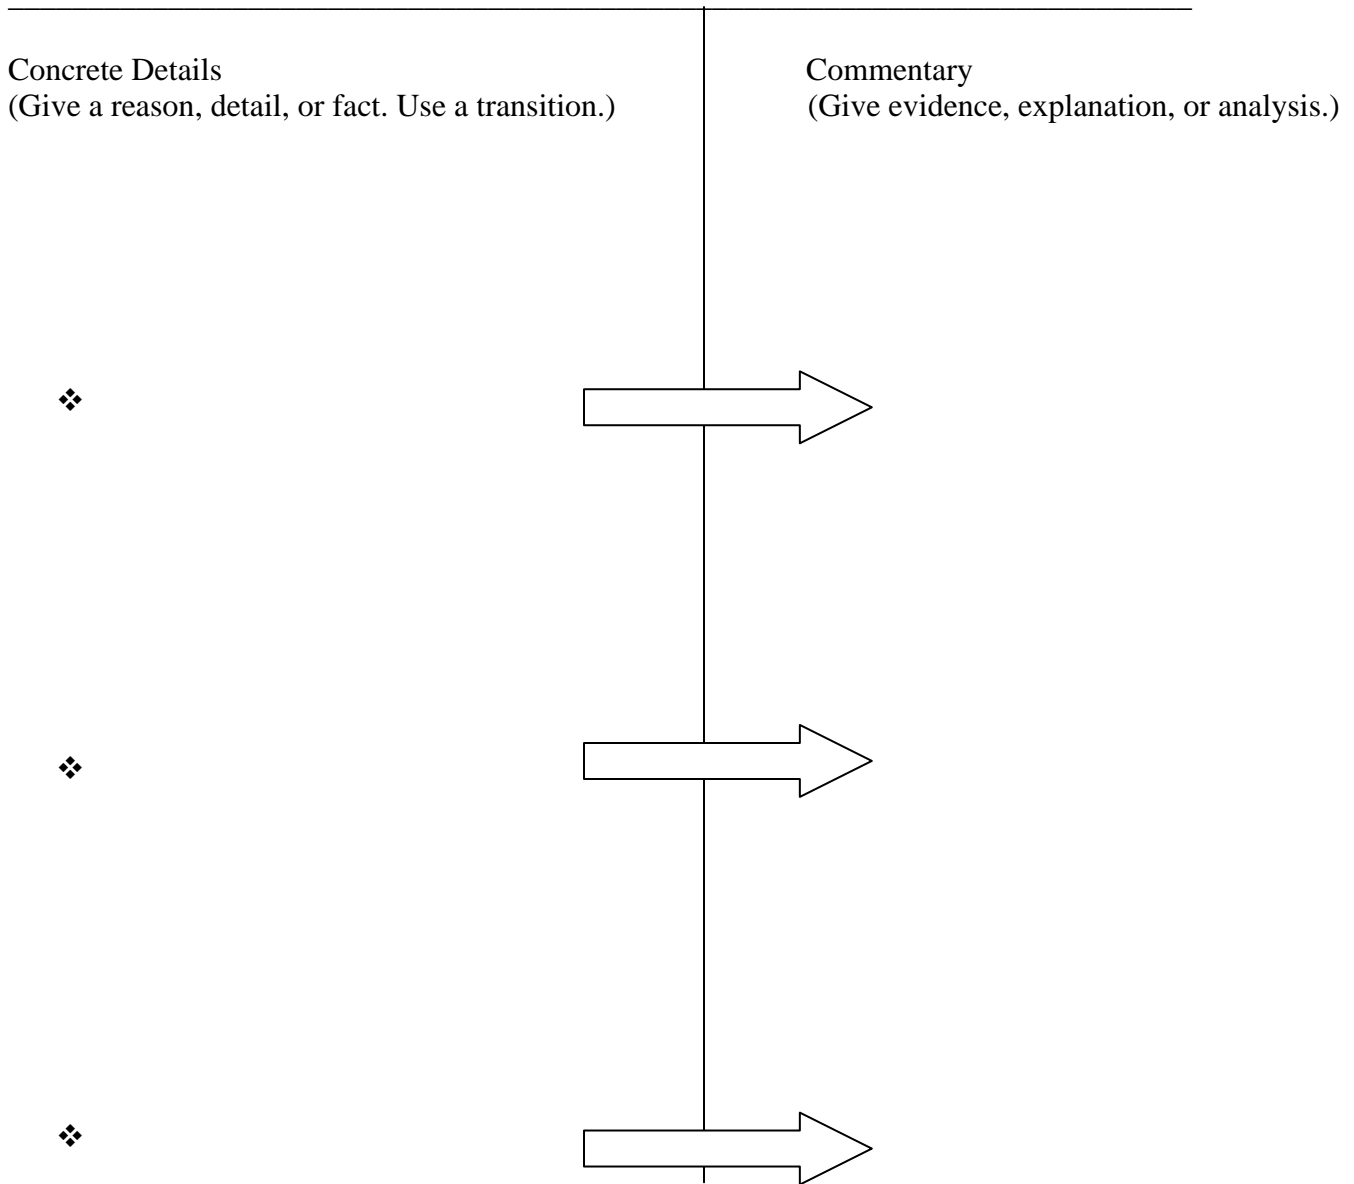 Concrete Details
(Give a reason, detail, or fact. Use a transition.)
Commentary
(Give evidence, explanation, or analysis.)
❖
❖
❖